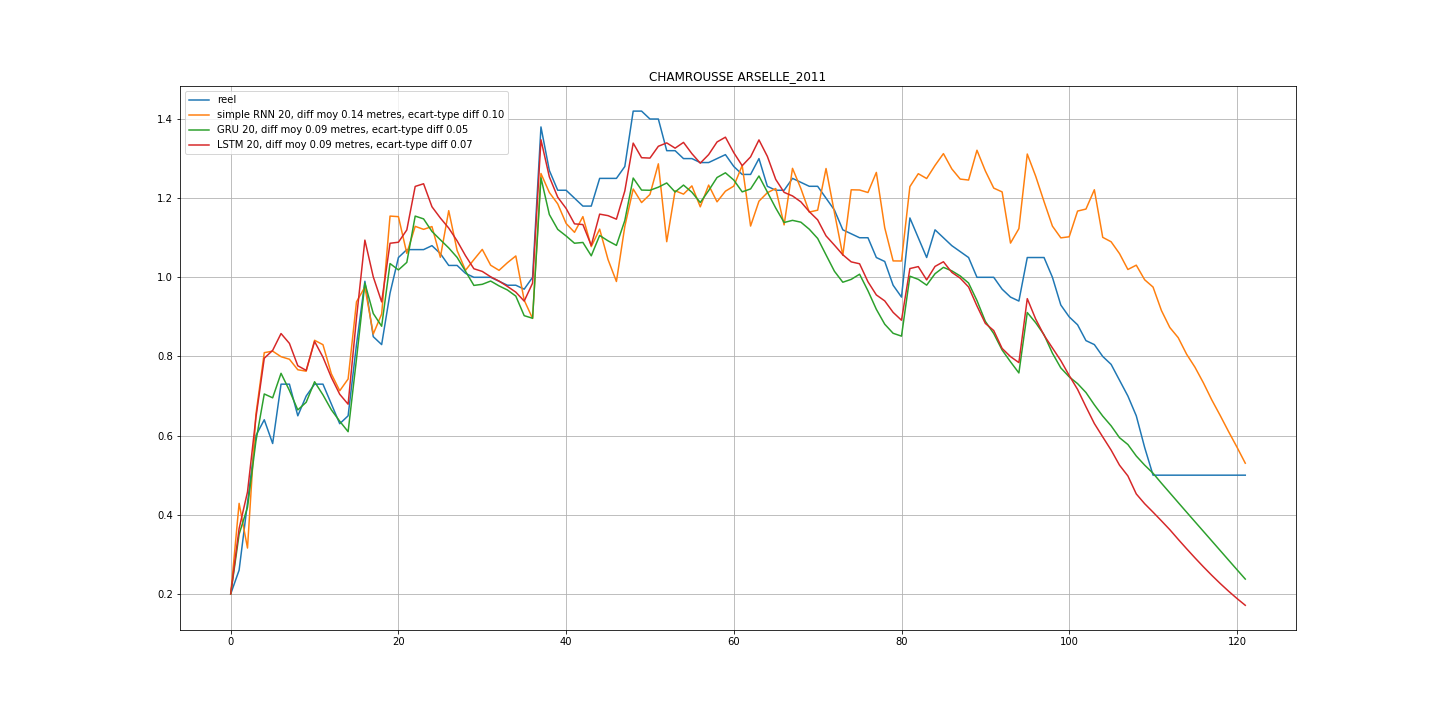 CHAMROUSSE ARSELLE_2011
reel
simple RNN 20, diff moy 0.14 metres, ecart-type diff 0.10
GRU 20, diff moy 0.09 metres, ecart-type diff 0.05
LSTM 20, diff moy 0.09 metres, ecart-type diff 0.07
1.4
1.2
1.0
0.8
0.6
0.4
0.2
0 20 40 60 80 100 120